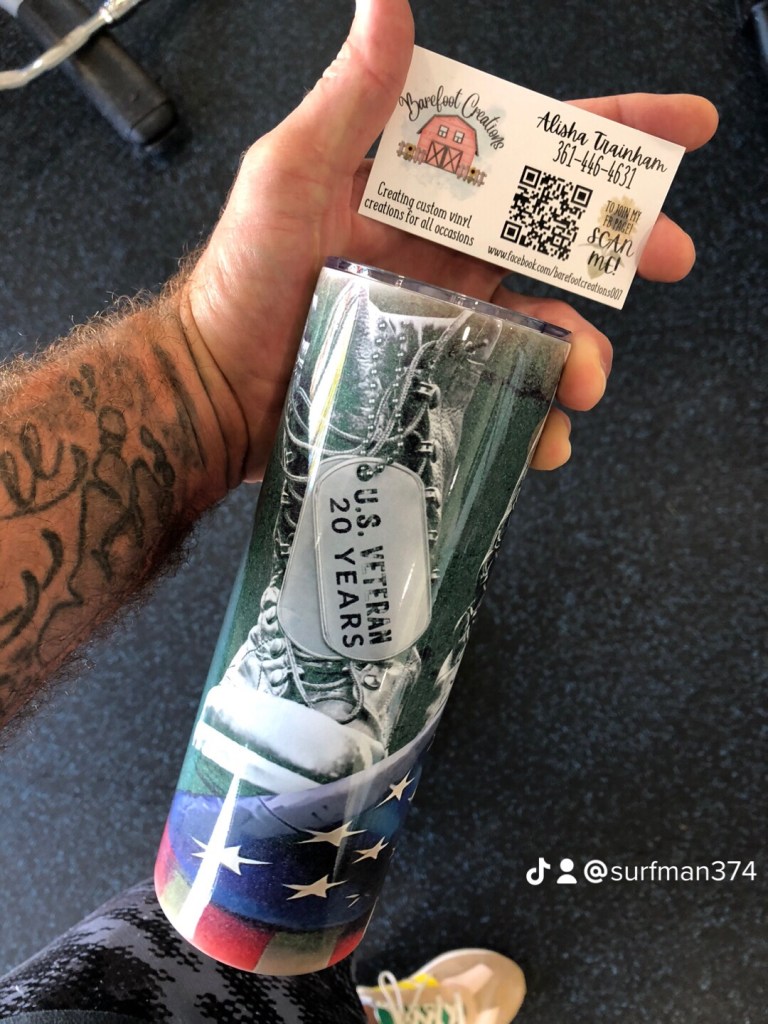 Barefoot Creations
Creating custom vinyl
creations for all occasions
Alisha Trainham
361-446-4631
TO JOIN MY
SCAN
ME!
www.facebook.com/barefootcreations007
U.S. VETERAN
20 YEARS
@surfman374